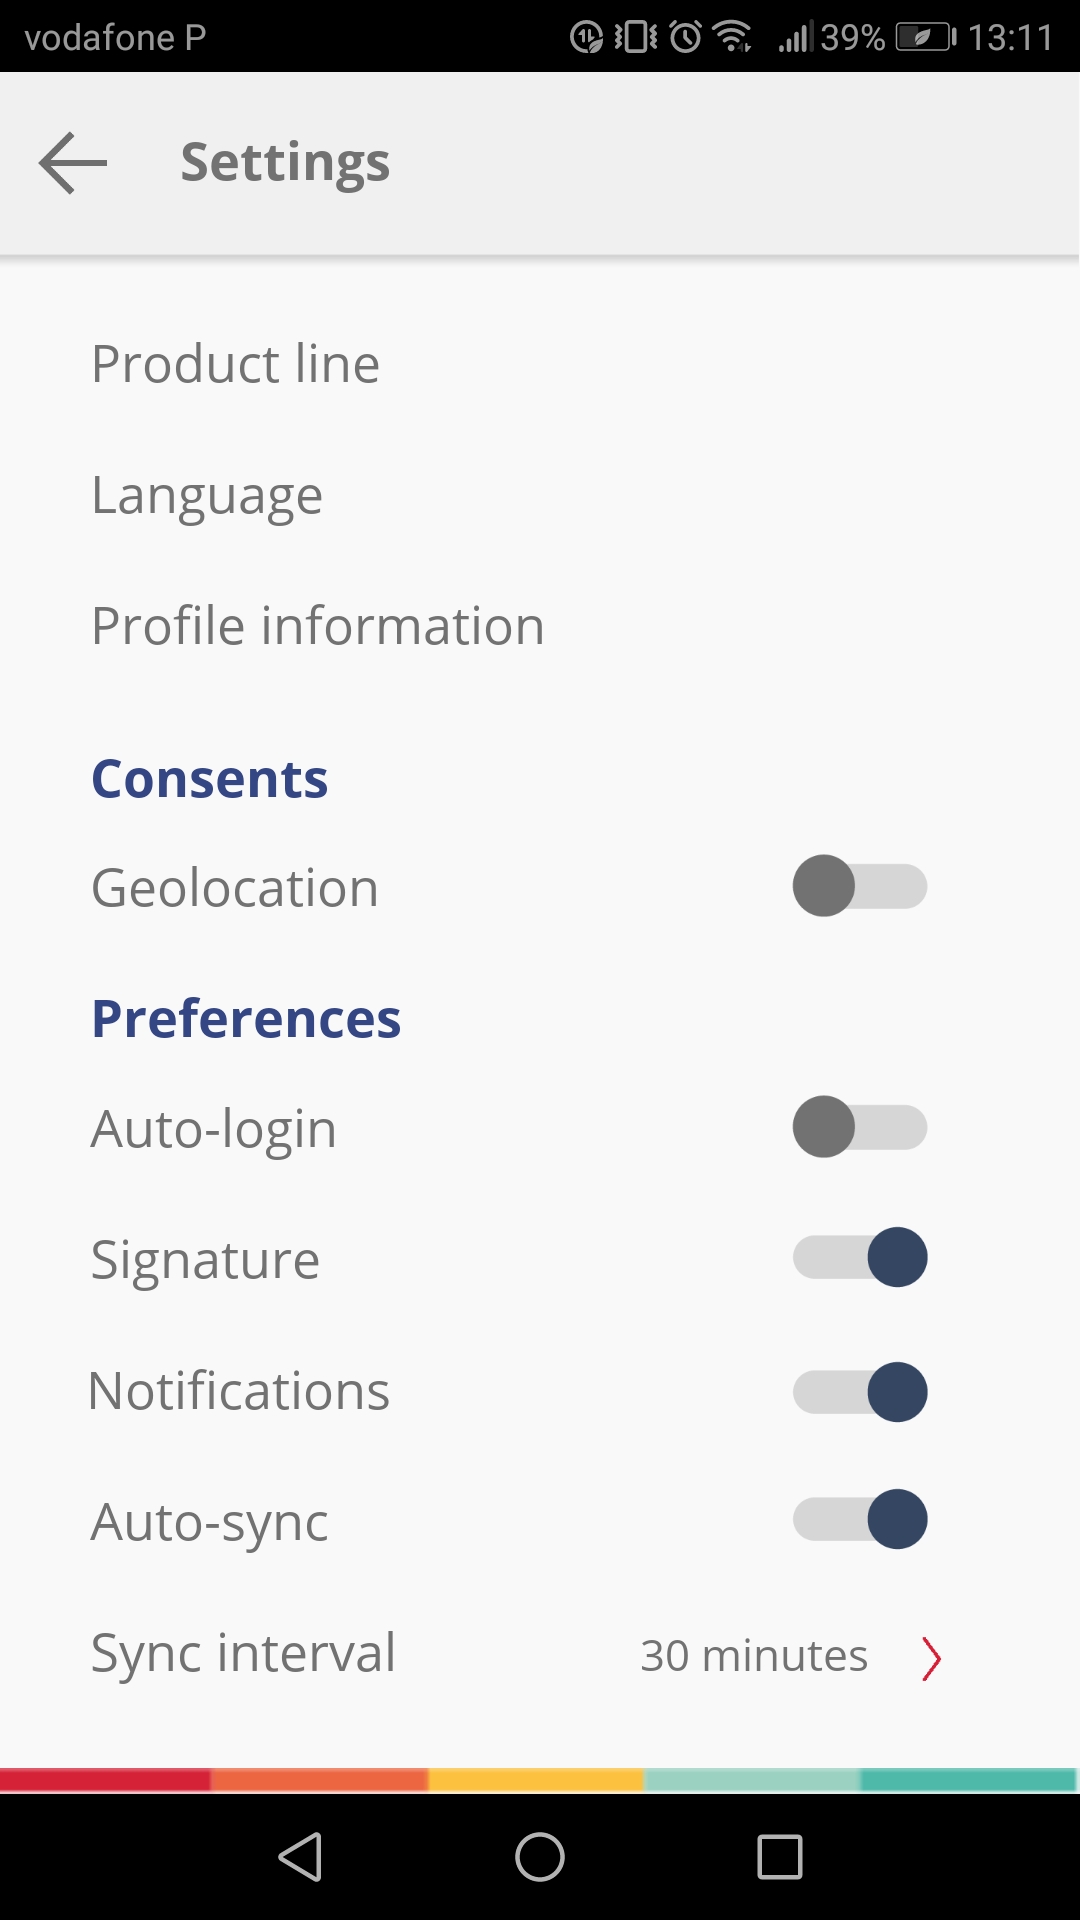 vodafone P 39% 13:11
Settings
Product line
Language
Profile information
Consents
Geolocation
Preferences
Auto-login
Signature
Notifications
Auto-sync
Sync interval 30 minutes